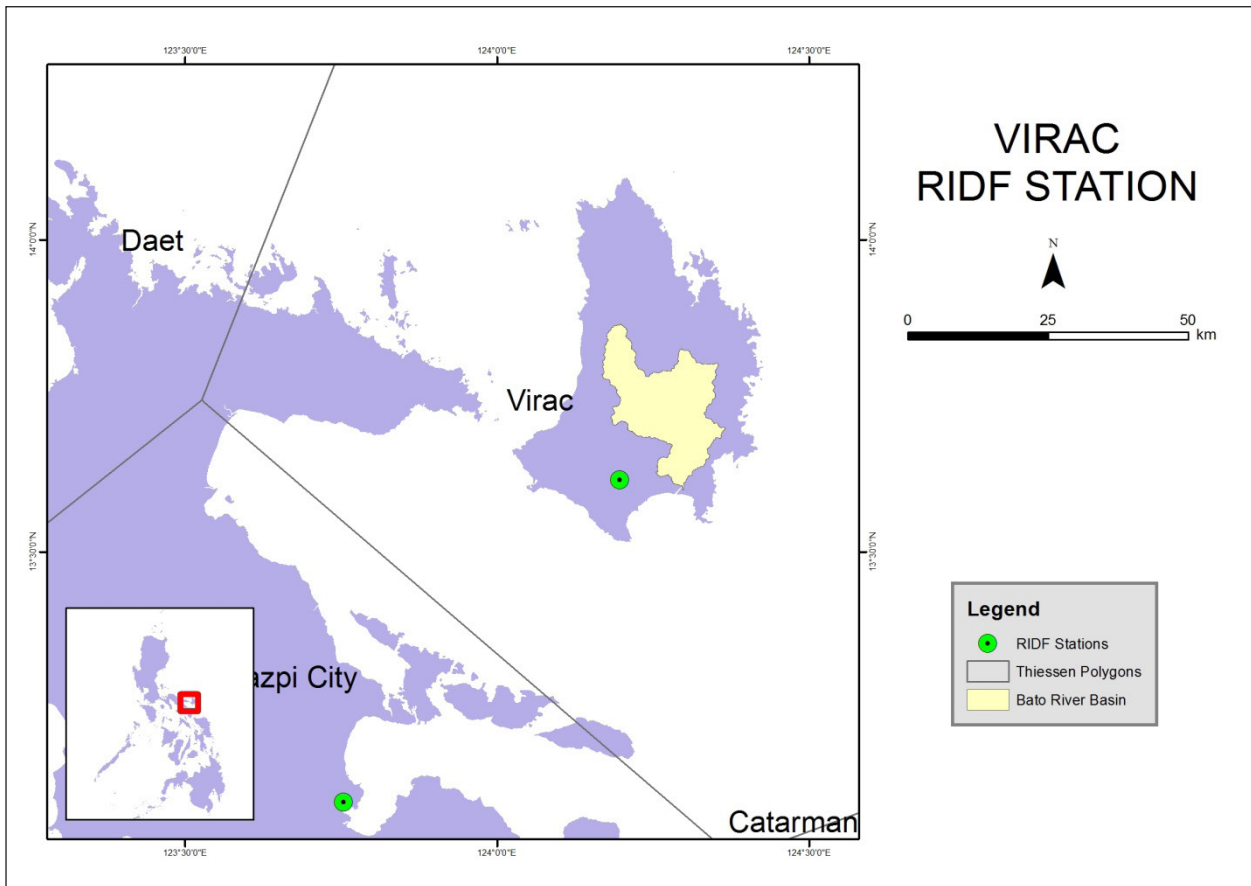 123°30'0"E
124°0'0"E
124°30'0"E
VIRAC
RIDF STATION
N
0
25
50
km
14°0'0"N
14°0'0"N
Daet
Virac
13°30'0"N
13°30'0"N
azpi City
Catarman
Legend
RIDF Stations
Thiessen Polygons
Bato River Basin
123°30'0"E
124°0'0"E
124°30'0"E